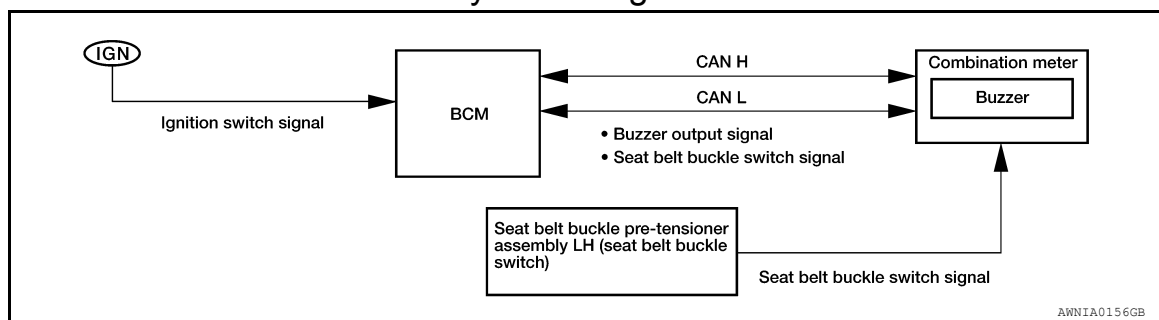 IGN
Ignition switch signal
BCM
CAN H
CAN L
• Buzzer output signal
• Seat belt buckle switch signal
Combination meter
Buzzer
Seat belt buckle pre-tensioner
assembly LH (seat belt buckle
switch)
Seat belt buckle switch signal
AWNIA0156GB